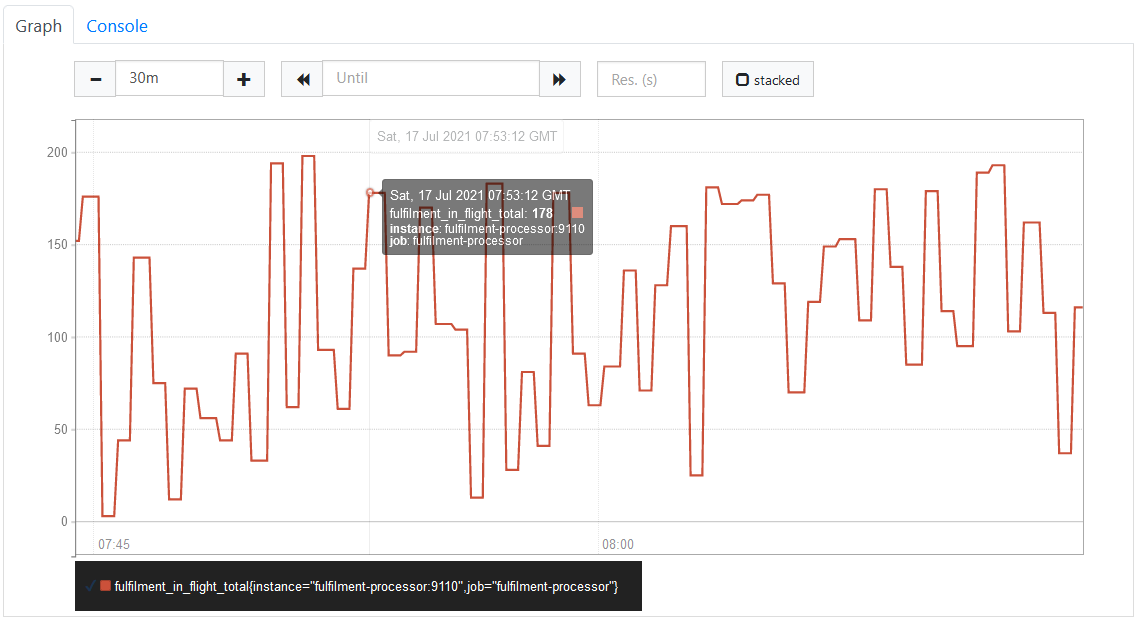 Graph Console
− 30m + Until Res. (s) stacked
Sat, 17 Jul 2021 07:53:12 GMT
200
Sat, 17 Jul 2021 07:53:12 GMT
fulfilment_in_flight_total: 178
instance: fulfilment-processor:9110
job: fulfilment-processor
150
100
50
0
07:45 08:00
fulfilment_in_flight_total{instance="fulfilment-processor:9110",job="fulfilment-processor"}